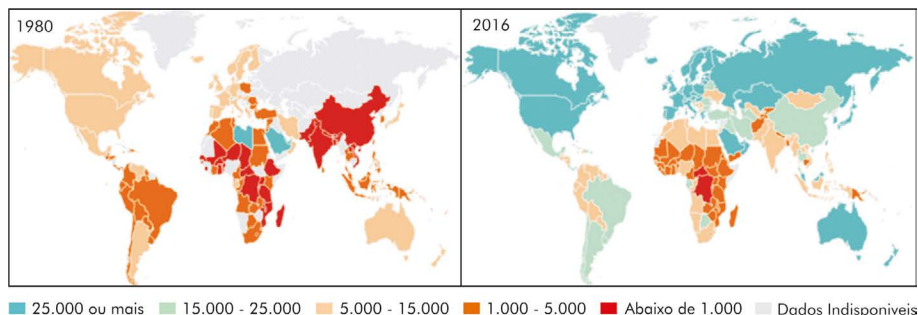 1980
2016
25.000 ou mais
15.000 - 25.000
5.000 - 15.000
1.000 - 5.000
Abaixo de 1.000
Dados Indisponiveis